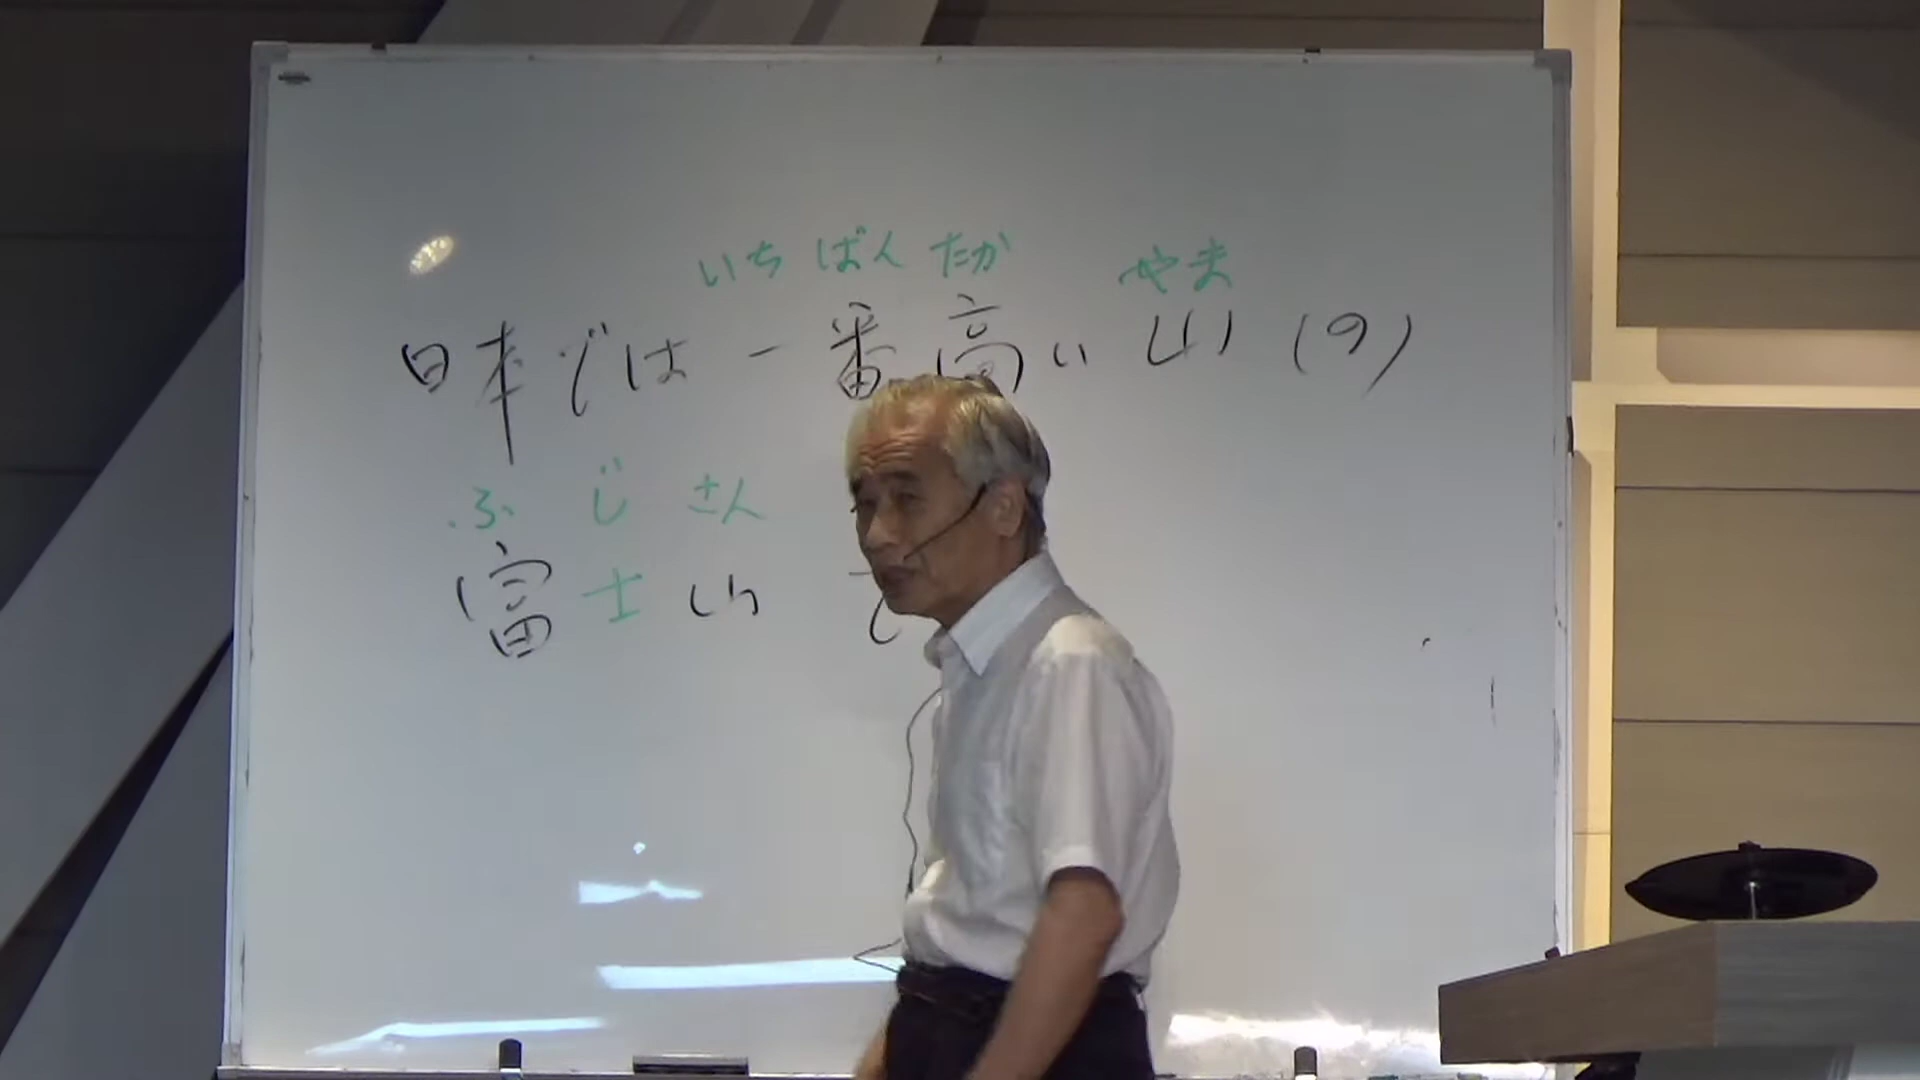 いちばん たか やま
日本では一番高い山(の)
ふじさん
富士山で